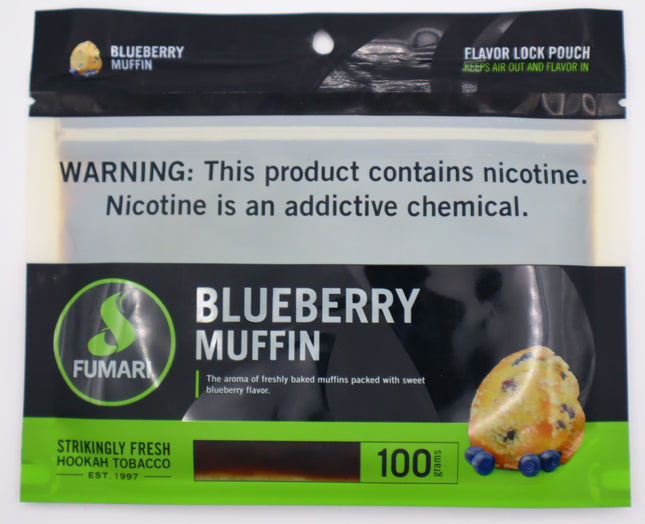 BLUEBERRY
MUFFIN
FLAVOR LOCK POUCH
KEEPS AIR OUT AND FLAVOR IN
WARNING: This product contains nicotine.
Nicotine is an addictive chemical.
FUMARI
BLUEBERRY
MUFFIN
The aroma of freshly baked muffins packed with sweet
blueberry flavor.
STRIKINGLY FRESH
HOOKAH TOBACCO
EST. 1997
100 grams